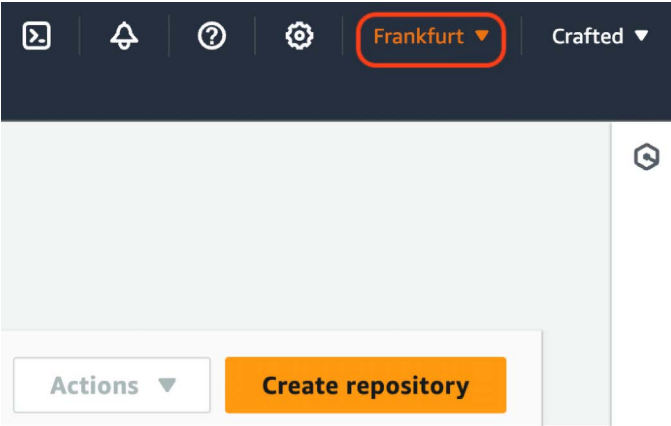 Frankfurt ▼ Crafted ▼
Actions ▼ Create repository